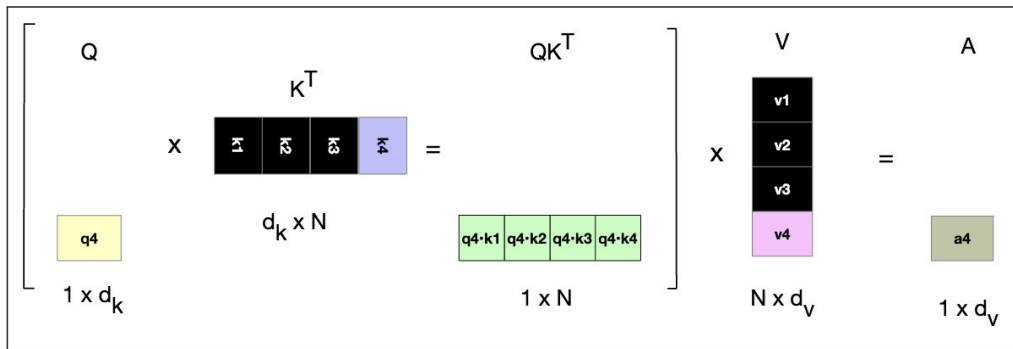 Q
K^T
QK^T
V
A
x
k1 k2 k3 k4
=
x
v1
v2
v3
v4
=
q4
d_k x N
q4·k1 q4·k2 q4·k3 q4·k4
a4
1 x d_k
1 x N
N x d_v
1 x d_v